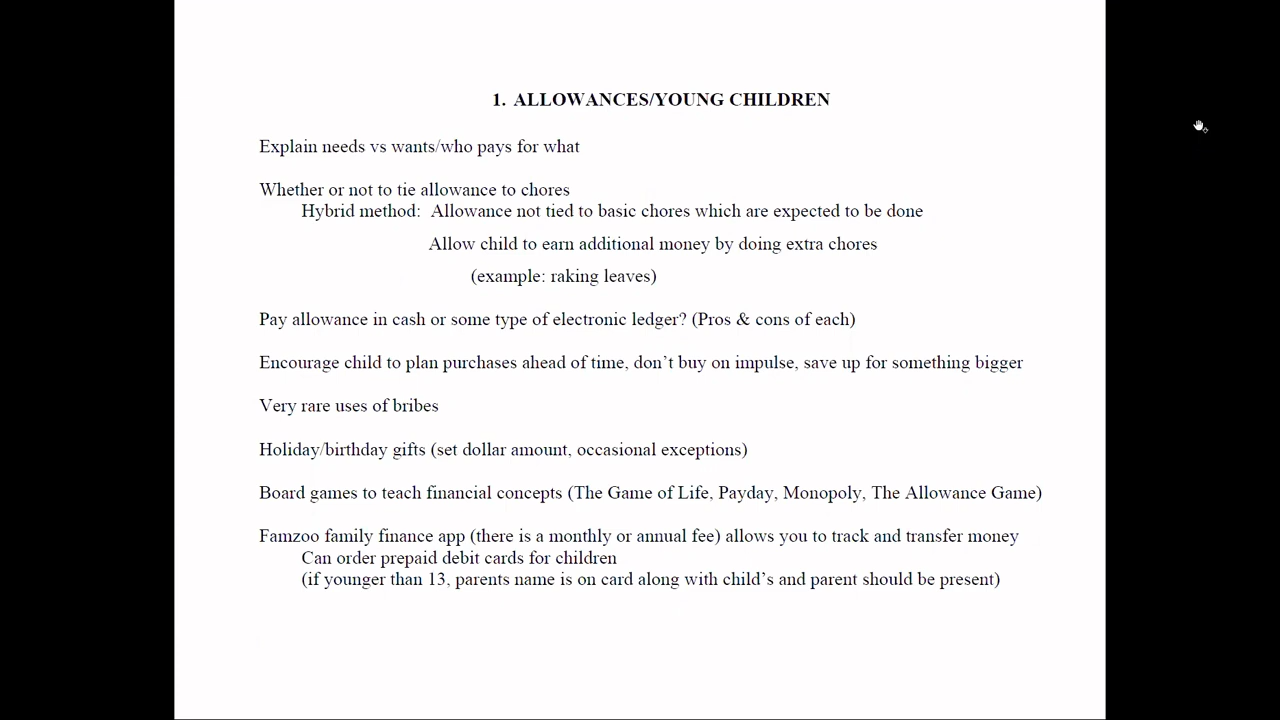 1. ALLOWANCES/YOUNG CHILDREN
Explain needs vs wants/who pays for what
Whether or not to tie allowance to chores
Hybrid method: Allowance not tied to basic chores which are expected to be done
Allow child to earn additional money by doing extra chores
(example: raking leaves)
Pay allowance in cash or some type of electronic ledger? (Pros & cons of each)
Encourage child to plan purchases ahead of time, don’t buy on impulse, save up for something bigger
Very rare uses of bribes
Holiday/birthday gifts (set dollar amount, occasional exceptions)
Board games to teach financial concepts (The Game of Life, Payday, Monopoly, The Allowance Game)
Famzoo family finance app (there is a monthly or annual fee) allows you to track and transfer money
Can order prepaid debit cards for children
(if younger than 13, parents name is on card along with child’s and parent should be present)